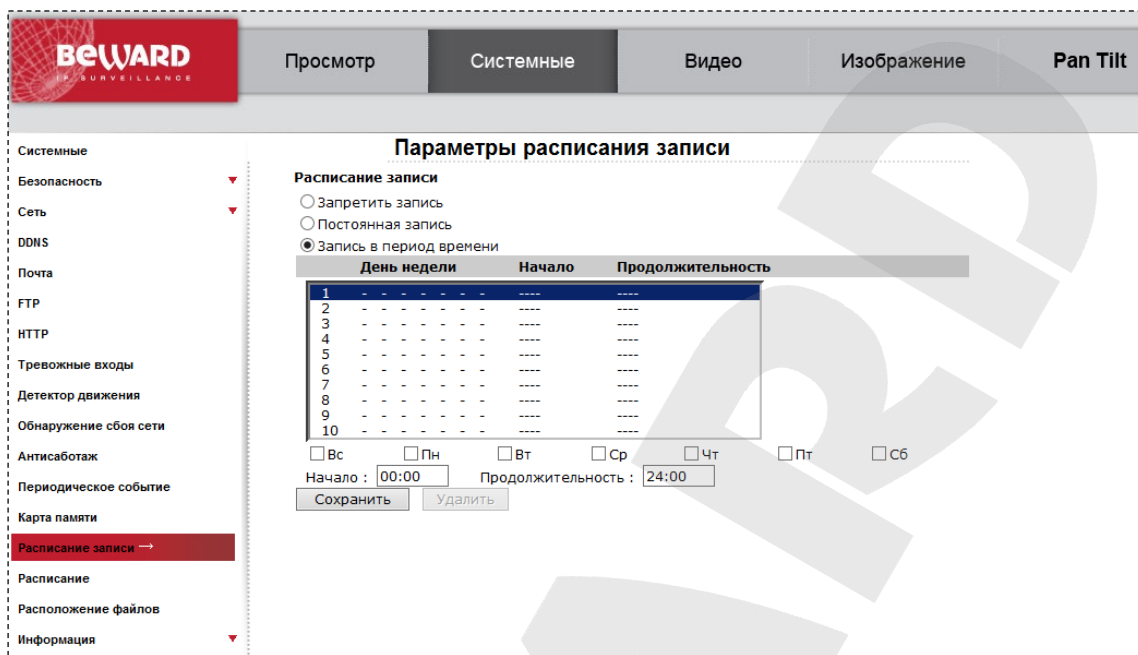 BEWARD
IP SURVEILLANCE
Просмотр Системные Видео Изображение Pan Tilt
Системные
Безопасность
Сеть
DDNS
Почта
FTP
HTTP
Тревожные входы
Детектор движения
Обнаружение сбоя сети
Антисаботаж
Периодическое событие
Карта памяти
Расписание записи →
Расписание
Расположение файлов
Информация
Параметры расписания записи
Расписание записи
Запретить запись
Постоянная запись
Запись в период времени
День недели Начало Продолжительность
1 - - - - - - - ---- ----
2 - - - - - - - ---- ----
3 - - - - - - - ---- ----
4 - - - - - - - ---- ----
5 - - - - - - - ---- ----
6 - - - - - - - ---- ----
7 - - - - - - - ---- ----
8 - - - - - - - ---- ----
9 - - - - - - - ---- ----
10 - - - - - - - ---- ----
Вс Пн Вт Ср Чт Пт Сб
Начало : 00:00 Продолжительность : 24:00
Сохранить Удалить